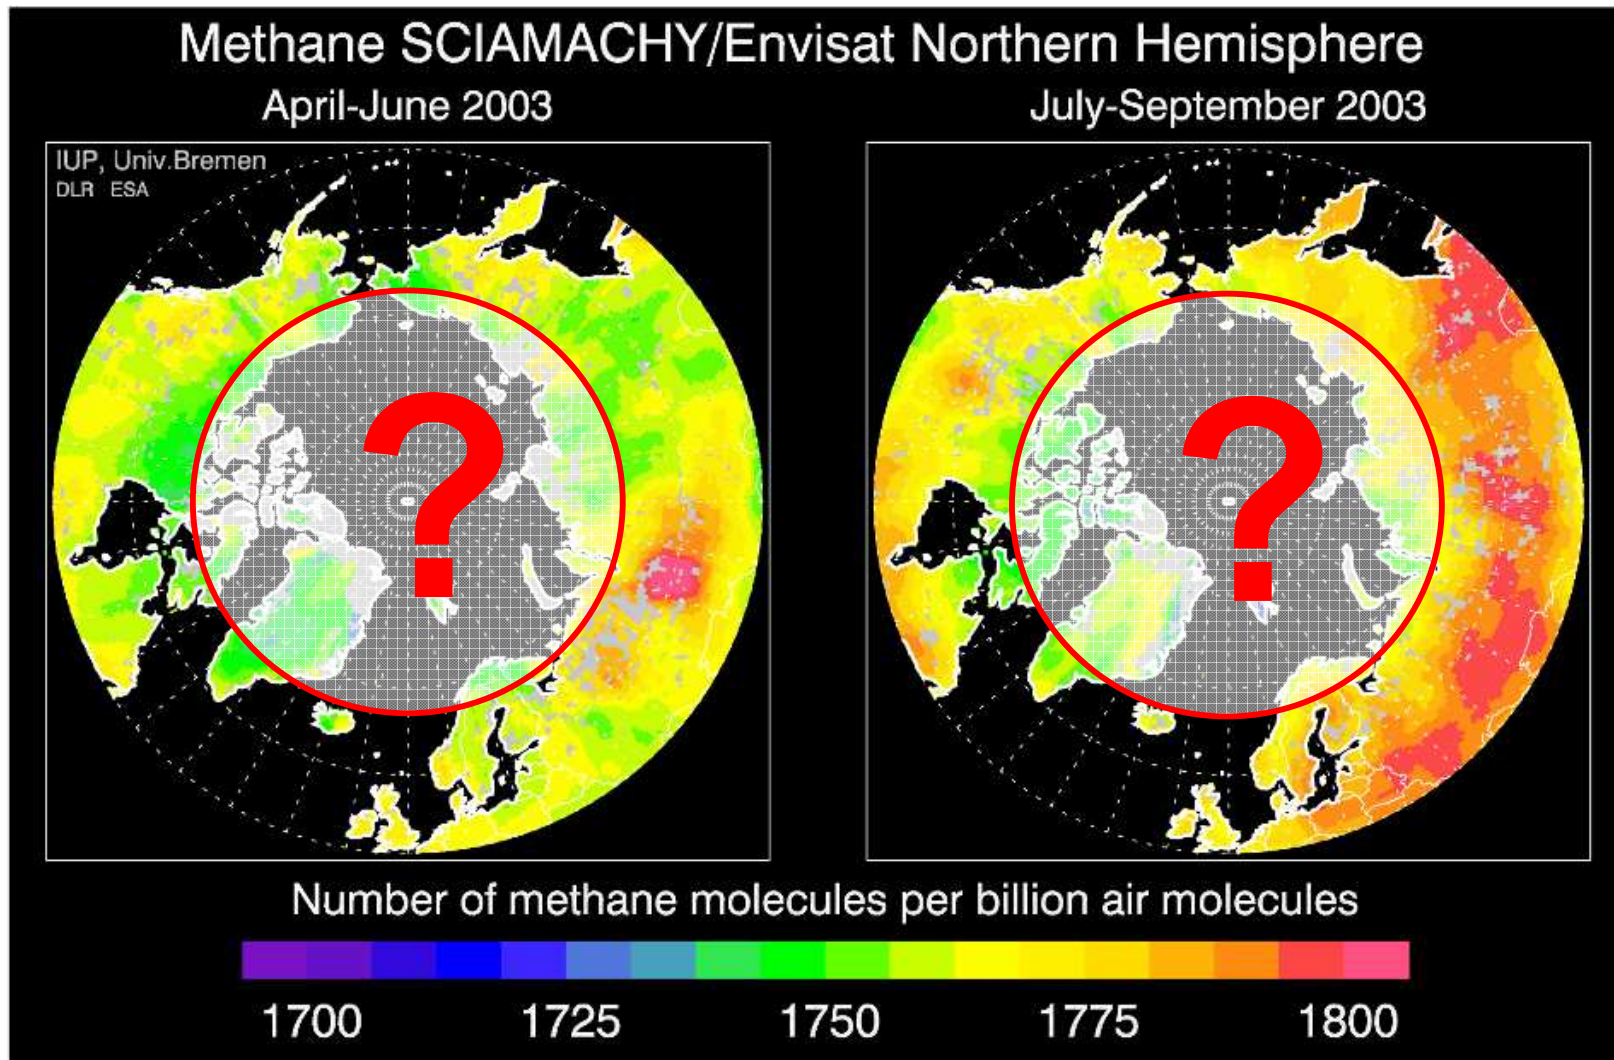 Methane SCIAMACHY/Envisat Northern Hemisphere
April-June 2003
July-September 2003
IUP, Univ.Bremen
DLR ESA
?
?
Number of methane molecules per billion air molecules
1700 1725 1750 1775 1800